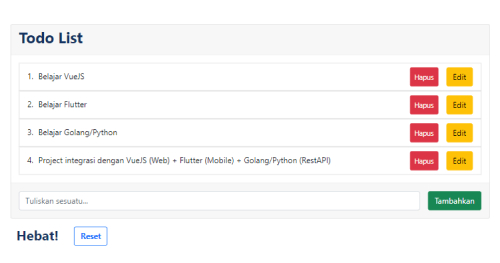 Todo List
1. Belajar VueJS Hapus Edit
2. Belajar Flutter Hapus Edit
3. Belajar Golang/Python Hapus Edit
4. Project integrasi dengan VueJS (Web) + Flutter (Mobile) + Golang/Python (RestAPI) Hapus Edit
Tuliskan sesuatu... Tambahkan
Hebat! Reset